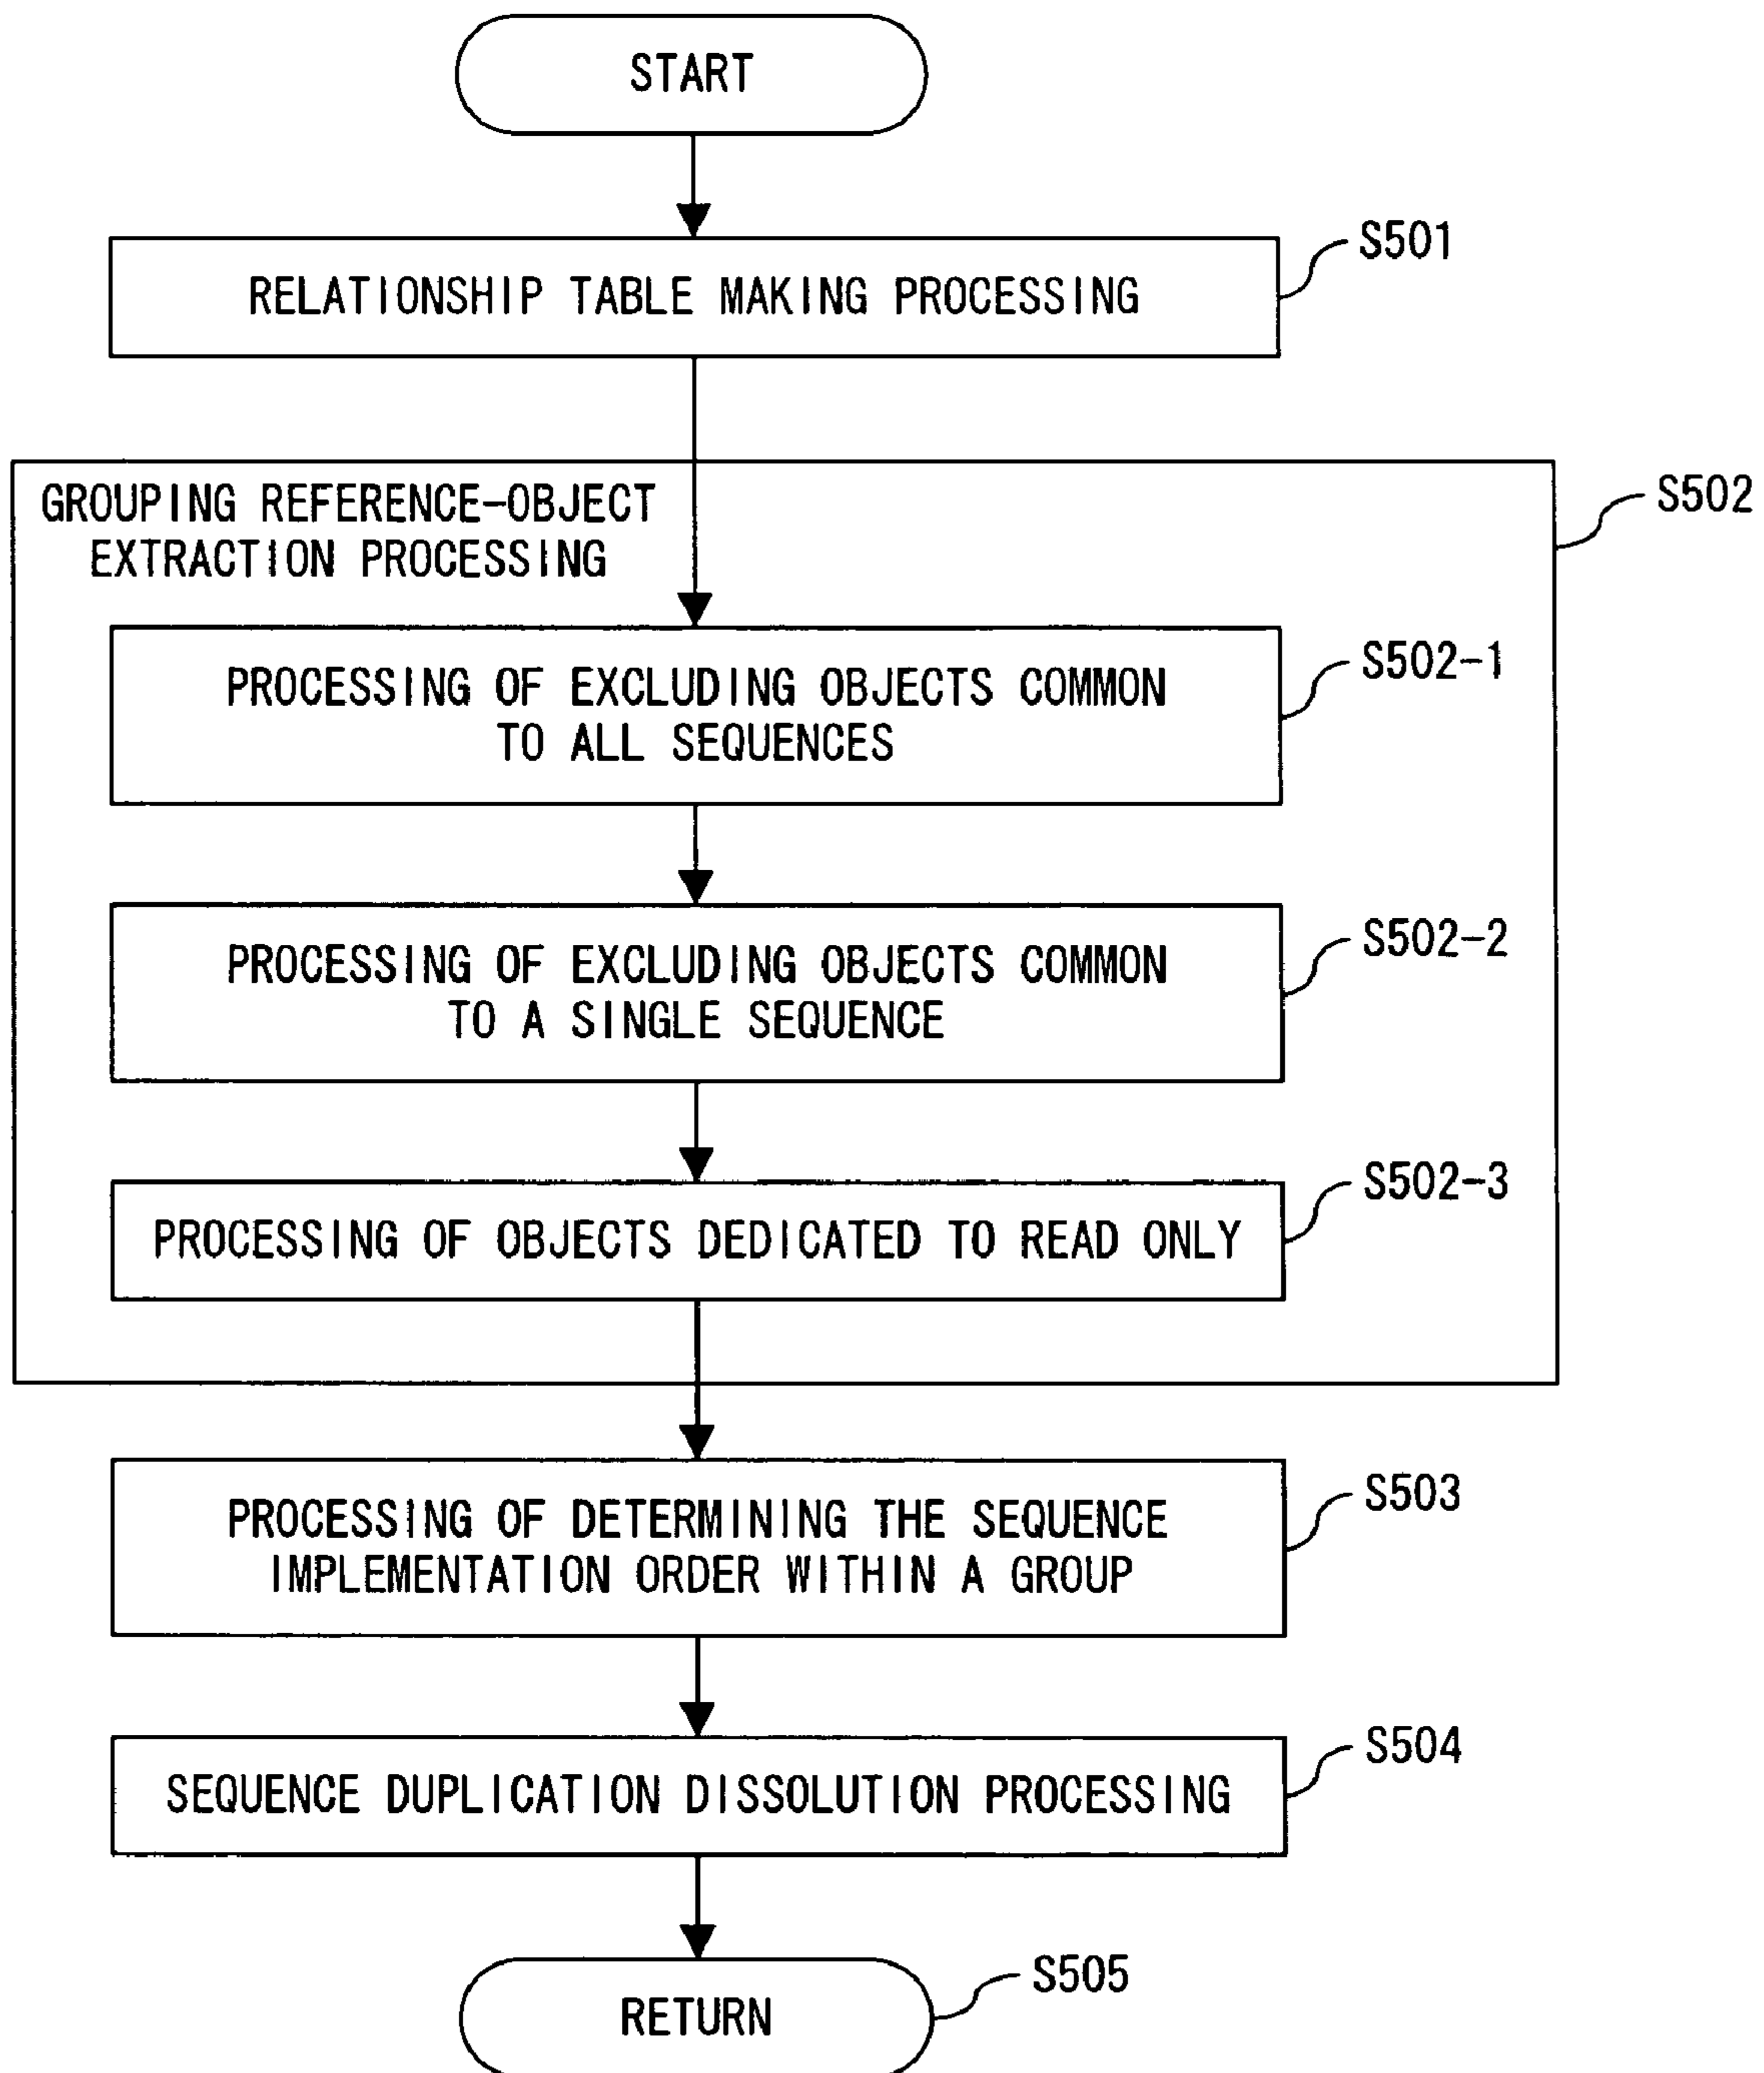 START
S501
RELATIONSHIP TABLE MAKING PROCESSING
S502
GROUPING REFERENCE-OBJECT
EXTRACTION PROCESSING
S502-1
PROCESSING OF EXCLUDING OBJECTS COMMON
TO ALL SEQUENCES
S502-2
PROCESSING OF EXCLUDING OBJECTS COMMON
TO A SINGLE SEQUENCE
S502-3
PROCESSING OF OBJECTS DEDICATED TO READ ONLY
S503
PROCESSING OF DETERMINING THE SEQUENCE
IMPLEMENTATION ORDER WITHIN A GROUP
S504
SEQUENCE DUPLICATION DISSOLUTION PROCESSING
S505
RETURN